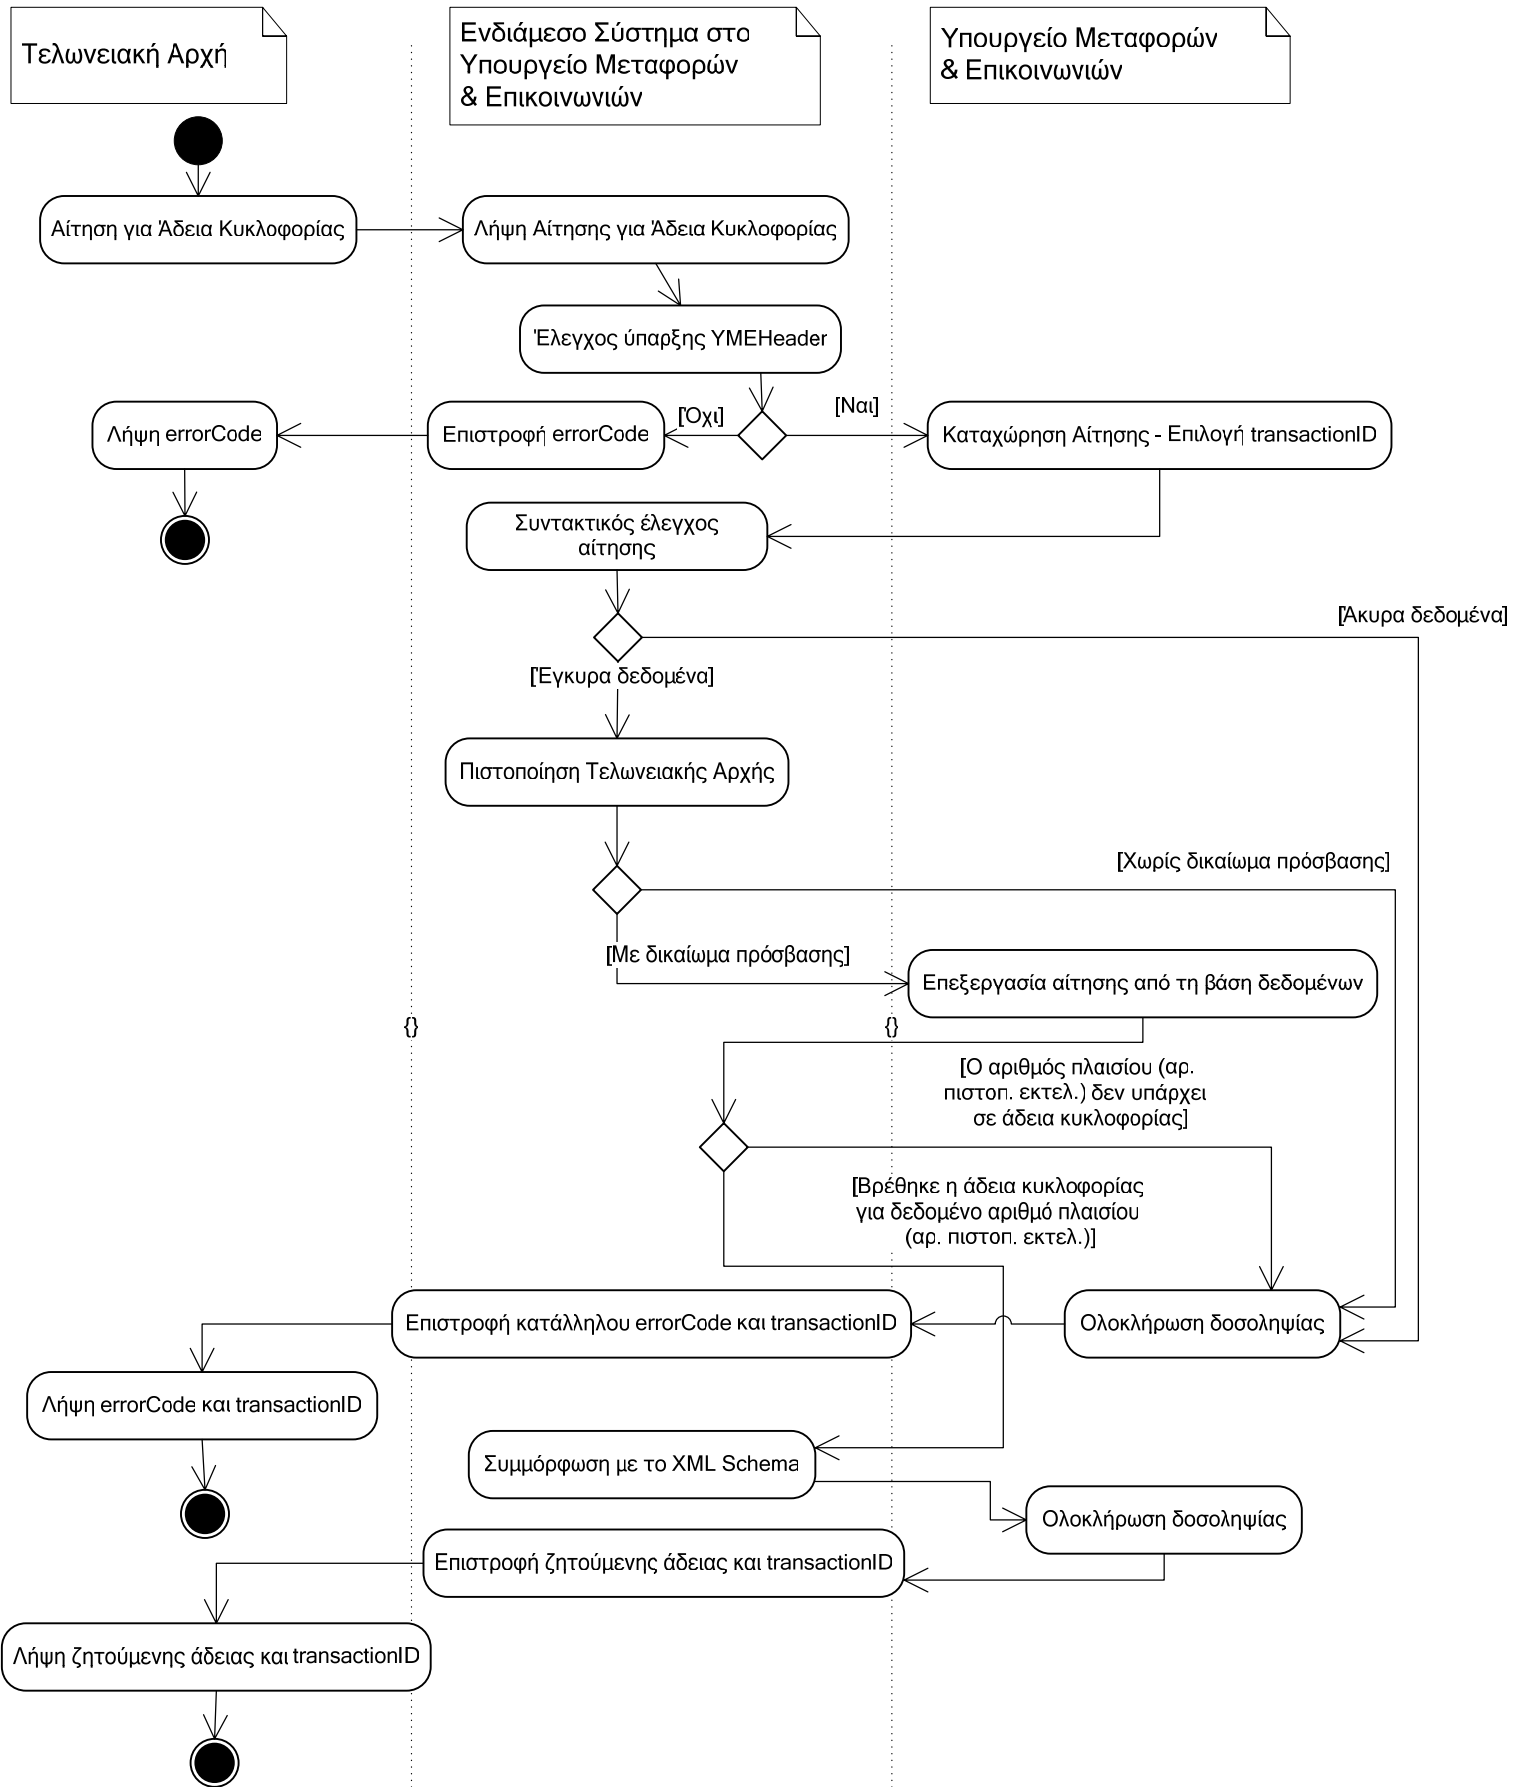 Τελωνειακή Αρχή
Ενδιάμεσο Σύστημα στο
Υπουργείο Μεταφορών
& Επικοινωνιών
Υπουργείο Μεταφορών
& Επικοινωνιών
Αίτηση για Άδεια Κυκλοφορίας
Λήψη Αίτησης για Άδεια Κυκλοφορίας
Έλεγχος ύπαρξης YMEHeader
[Όχι]
[Ναι]
Λήψη errorCode
Επιστροφή errorCode
Καταχώρηση Αίτησης - Επιλογή transactionID
Συντακτικός έλεγχος
αίτησης
[Άκυρα δεδομένα]
[Έγκυρα δεδομένα]
Πιστοποίηση Τελωνειακής Αρχής
[Χωρίς δικαίωμα πρόσβασης]
[Με δικαίωμα πρόσβασης]
Επεξεργασία αίτησης από τη βάση δεδομένων
{}
{}
[Ο αριθμός πλαισίου (αρ.
πιστοπ. εκτελ.) δεν υπάρχει
σε άδεια κυκλοφορίας]
[Βρέθηκε η άδεια κυκλοφορίας
για δεδομένο αριθμό πλαισίου
(αρ. πιστοπ. εκτελ.)]
Επιστροφή κατάλληλου errorCode και transactionID
Ολοκλήρωση δοσοληψίας
Λήψη errorCode και transactionID
Συμμόρφωση με το XML Schema
Ολοκλήρωση δοσοληψίας
Επιστροφή ζητούμενης άδειας και transactionID
Λήψη ζητούμενης άδειας και transactionID